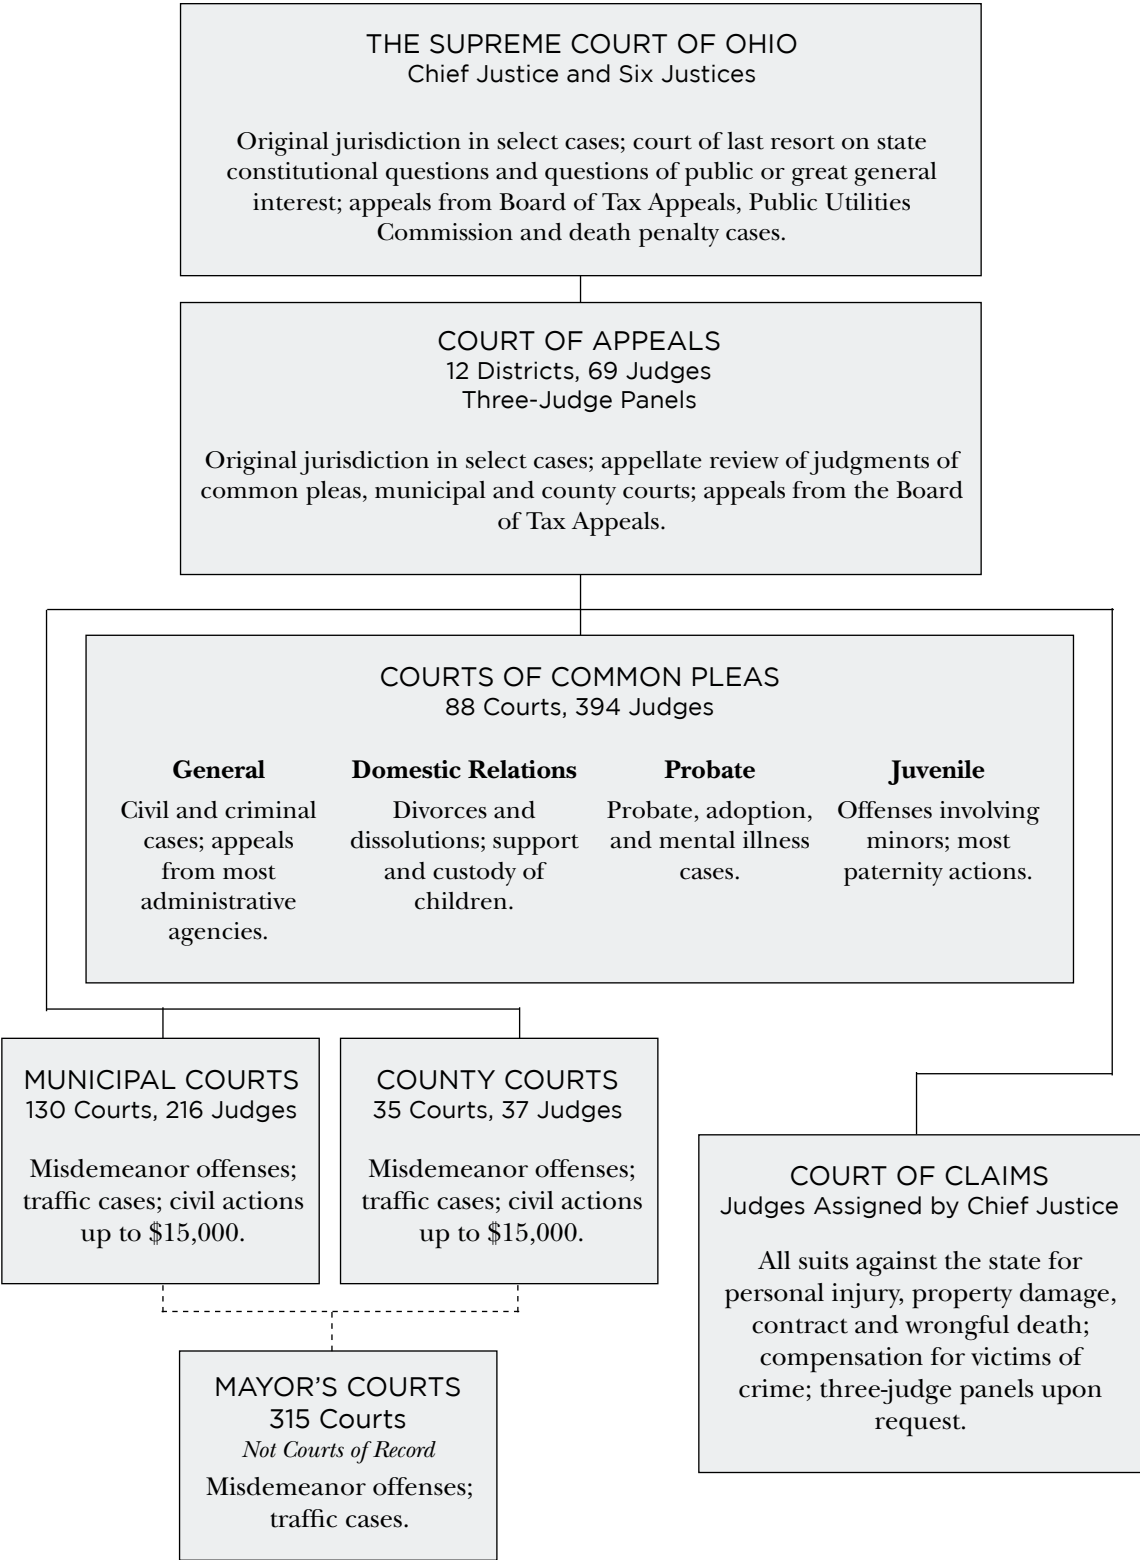 THE SUPREME COURT OF OHIO
Chief Justice and Six Justices
Original jurisdiction in select cases; court of last resort on state
constitutional questions and questions of public or great general
interest; appeals from Board of Tax Appeals, Public Utilities
Commission and death penalty cases.
COURT OF APPEALS
12 Districts, 69 Judges
Three-Judge Panels
Original jurisdiction in select cases; appellate review of judgments of
common pleas, municipal and county courts; appeals from the Board
of Tax Appeals.
COURTS OF COMMON PLEAS
88 Courts, 394 Judges
General
Civil and criminal
cases; appeals
from most
administrative
agencies.
Domestic Relations
Divorces and
dissolutions; support
and custody of
children.
Probate
Probate, adoption,
and mental illness
cases.
Juvenile
Offenses involving
minors; most
paternity actions.
MUNICIPAL COURTS
130 Courts, 216 Judges
Misdemeanor offenses;
traffic cases; civil actions
up to $15,000.
COUNTY COURTS
35 Courts, 37 Judges
Misdemeanor offenses;
traffic cases; civil actions
up to $15,000.
COURT OF CLAIMS
Judges Assigned by Chief Justice
All suits against the state for
personal injury, property damage,
contract and wrongful death;
compensation for victims of
crime; three-judge panels upon
request.
MAYOR'S COURTS
315 Courts
Not Courts of Record
Misdemeanor offenses;
traffic cases.